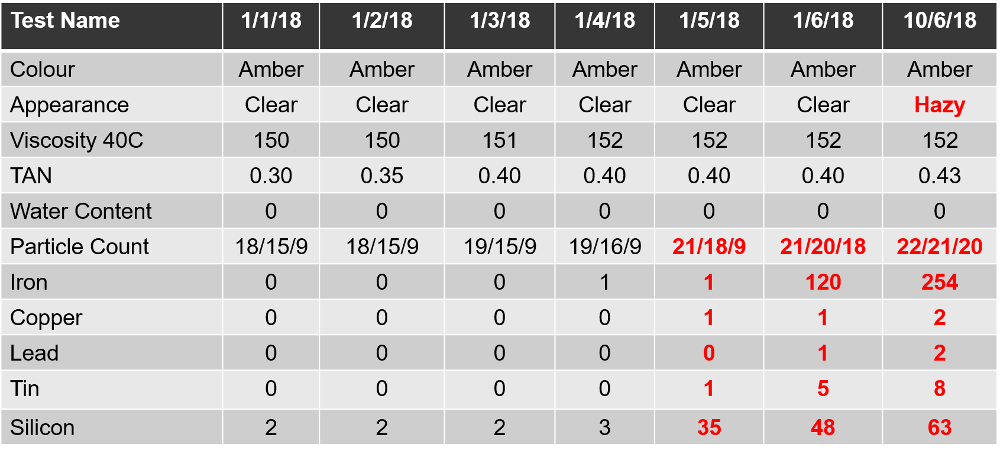 Test Name 1/1/18 1/2/18 1/3/18 1/4/18 1/5/18 1/6/18 10/6/18
Colour Amber Amber Amber Amber Amber Amber Amber
Appearance Clear Clear Clear Clear Clear Clear Hazy
Viscosity 40C 150 150 151 152 152 152 152
TAN 0.30 0.35 0.40 0.40 0.40 0.40 0.43
Water Content 0 0 0 0 0 0 0
Particle Count 18/15/9 18/15/9 19/15/9 19/16/9 21/18/9 21/20/18 22/21/20
Iron 0 0 0 1 1 120 254
Copper 0 0 0 0 1 1 2
Lead 0 0 0 0 0 1 2
Tin 0 0 0 0 1 5 8
Silicon 2 2 2 3 35 48 63